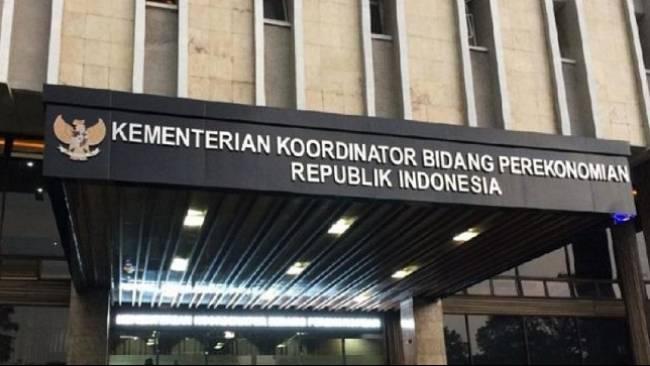 KEMENTERIAN KOORDINATOR BIDANG PEREKONOMIAN
REPUBLIK INDONESIA